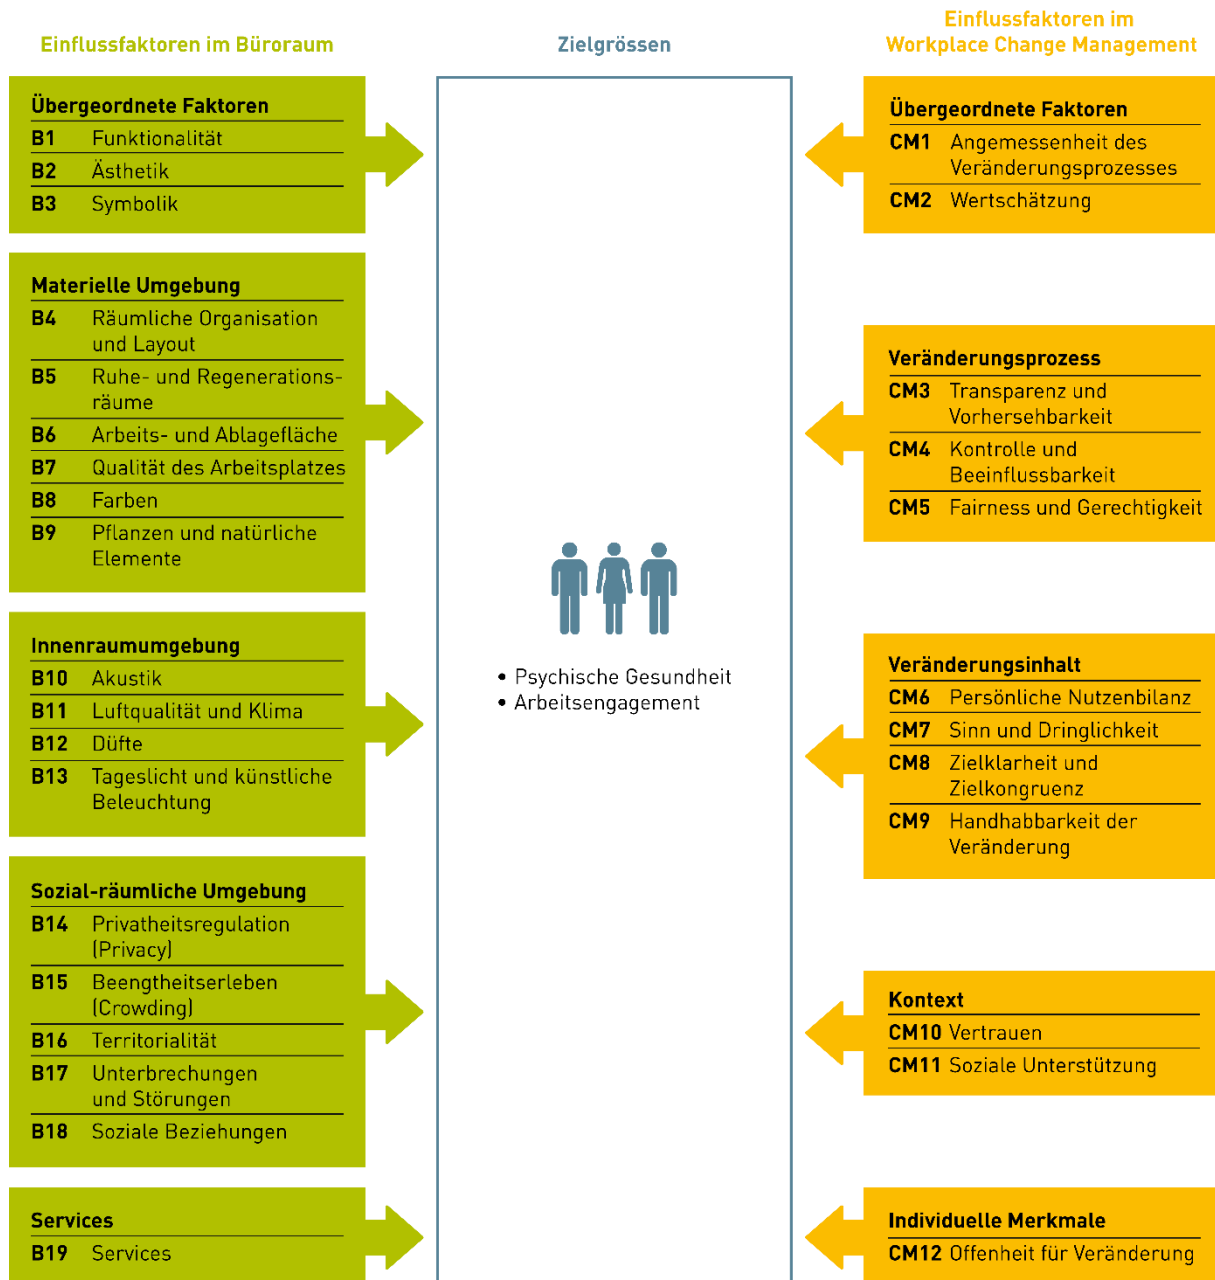 Einflussfaktoren im Büroraum
Übergeordnete Faktoren
B1 Funktionalität
B2 Ästhetik
B3 Symbolik
Materielle Umgebung
B4 Räumliche Organisation
und Layout
B5 Ruhe- und Regenerations-
räume
B6 Arbeits- und Ablagefläche
B7 Qualität des Arbeitsplatzes
B8 Farben
B9 Pflanzen und natürliche
Elemente
Innenraumumgebung
B10 Akustik
B11 Luftqualität und Klima
B12 Düfte
B13 Tageslicht und künstliche
Beleuchtung
Sozial-räumliche Umgebung
B14 Privatheitsregulation
(Privacy)
B15 Beengtheitserleben
(Crowding)
B16 Territorialität
B17 Unterbrechungen
und Störungen
B18 Soziale Beziehungen
Services
B19 Services
Zielgrössen
• Psychische Gesundheit
• Arbeitsengagement
Einflussfaktoren im
Workplace Change Management
Übergeordnete Faktoren
CM1 Angemessenheit des
Veränderungsprozesses
CM2 Wertschätzung
Veränderungsprozess
CM3 Transparenz und
Vorhersehbarkeit
CM4 Kontrolle und
Beeinflussbarkeit
CM5 Fairness und Gerechtigkeit
Veränderungsinhalt
CM6 Persönliche Nutzenbilanz
CM7 Sinn und Dringlichkeit
CM8 Zielklarheit und
Zielkongruenz
CM9 Handhabbarkeit der
Veränderung
Kontext
CM10 Vertrauen
CM11 Soziale Unterstützung
Individuelle Merkmale
CM12 Offenheit für Veränderung